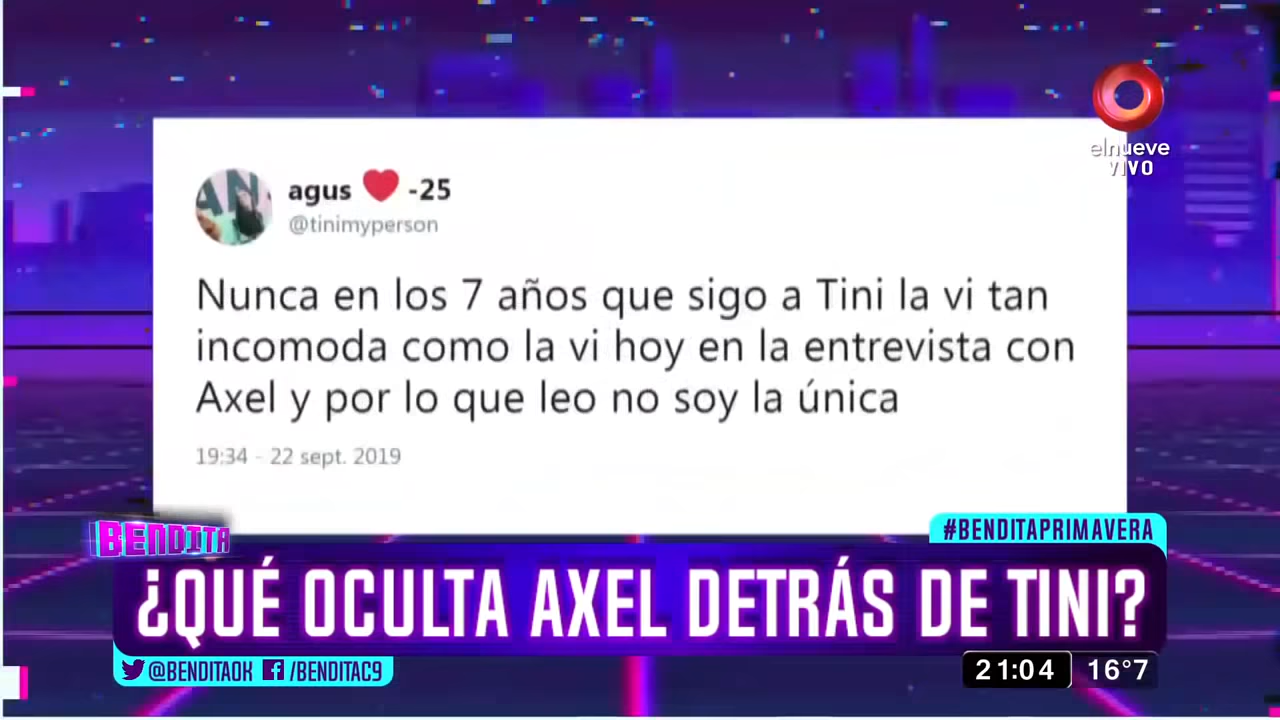 elnueve
VIVO
agus ❤ -25
@tinimyperson
Nunca en los 7 años que sigo a Tini la vi tan
incomoda como la vi hoy en la entrevista con
Axel y por lo que leo no soy la única
19:34 - 22 sept. 2019
BENDITA
#BENDITAPRIMAVERA
¿QUÉ OCULTA AXEL DETRÁS DE TINI?
@BENDITAOK /BENDITAC9
21:04 16°7